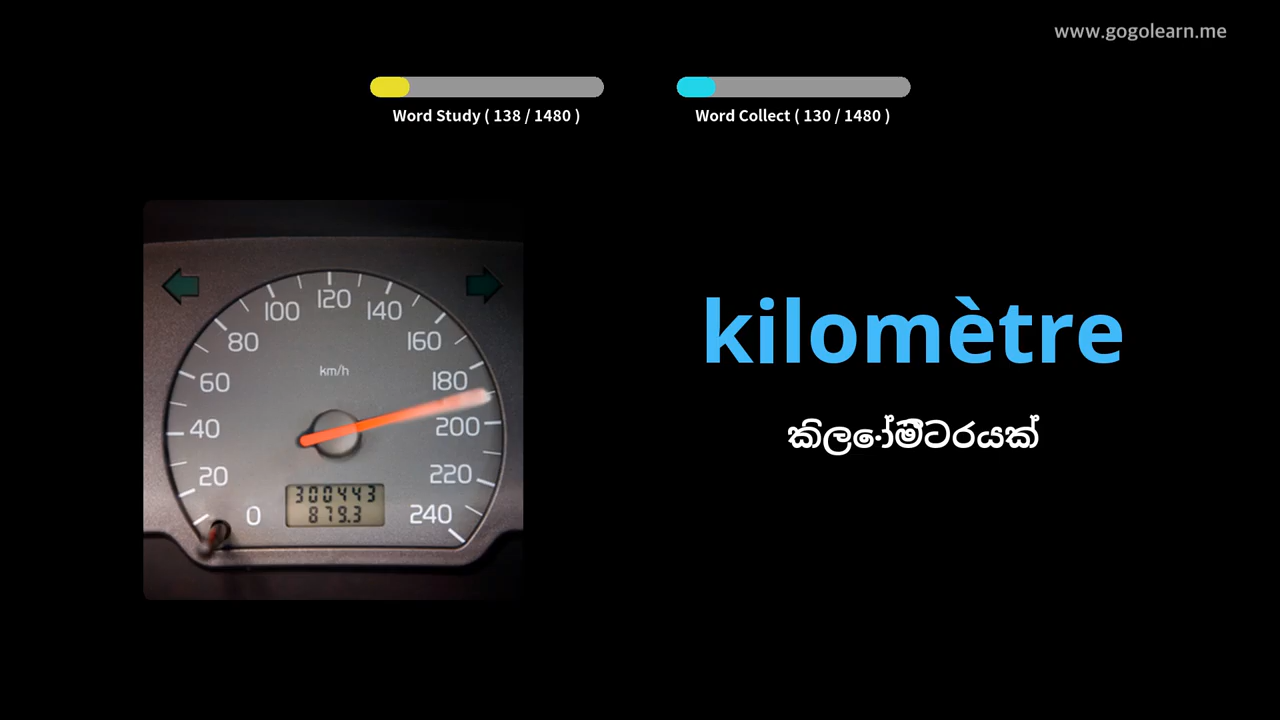 www.gogolearn.me
Word Study ( 138 / 1480 )
Word Collect ( 130 / 1480 )
kilomètre
කිලෝමීටරයක්
120
100
140
80
160
km/h
60
180
40
200
20
220
300443
0
879.3
240